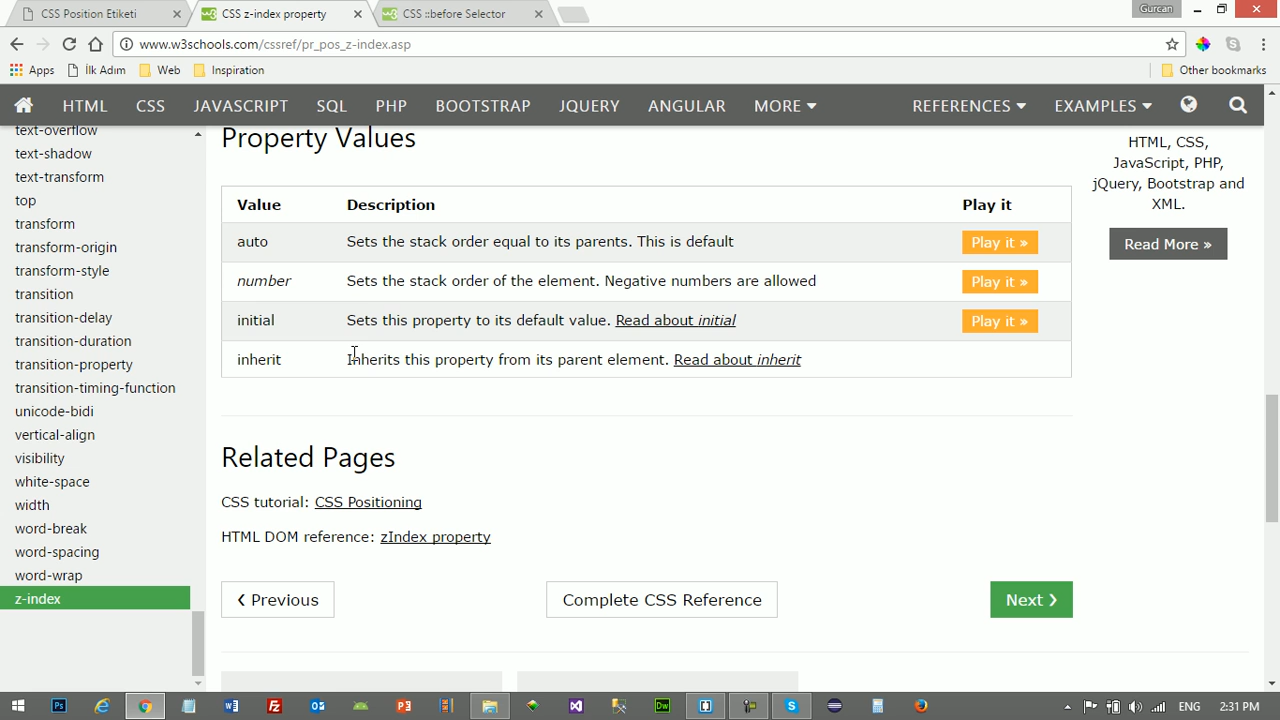 CSS Position Etiketi
CSS z-index property
CSS ::before Selector
Gurcan
www.w3schools.com/cssref/pr_pos_z-index.asp
Apps
İlk Adım
Web
Inspiration
Other bookmarks
HTML
CSS
JAVASCRIPT
SQL
PHP
BOOTSTRAP
JQUERY
ANGULAR
MORE
REFERENCES
EXAMPLES
text-overflow
text-shadow
text-transform
top
transform
transform-origin
transform-style
transition
transition-delay
transition-duration
transition-property
transition-timing-function
unicode-bidi
vertical-align
visibility
white-space
width
word-break
word-spacing
word-wrap
z-index
Property Values
Value Description Play it
auto Sets the stack order equal to its parents. This is default Play it »
number Sets the stack order of the element. Negative numbers are allowed Play it »
initial Sets this property to its default value. Read about initial Play it »
inherit Inherits this property from its parent element. Read about inherit
Related Pages
CSS tutorial: CSS Positioning
HTML DOM reference: zIndex property
❮ Previous
Complete CSS Reference
Next ❯
HTML, CSS,
JavaScript, PHP,
jQuery, Bootstrap and
XML.
Read More »
ENG
2:31 PM